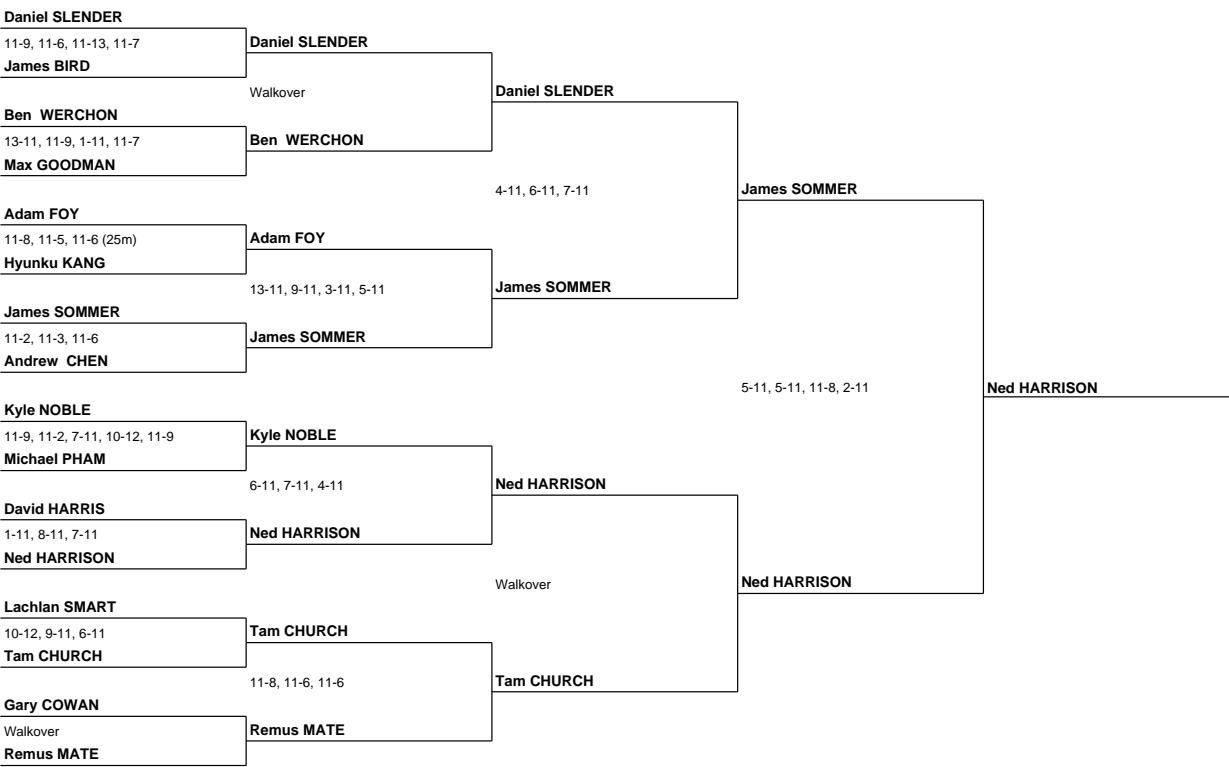 Daniel SLENDER
11-9, 11-6, 11-13, 11-7
James BIRD
Ben  WERCHON
13-11, 11-9, 1-11, 11-7
Max GOODMAN
Adam FOY
11-8, 11-5, 11-6 (25m)
Hyunku KANG
James SOMMER
11-2, 11-3, 11-6
Andrew  CHEN
Kyle NOBLE
11-9, 11-2, 7-11, 10-12, 11-9
Michael PHAM
David HARRIS
1-11, 8-11, 7-11
Ned HARRISON
Lachlan SMART
10-12, 9-11, 6-11
Tam CHURCH
Gary COWAN
Walkover
Remus MATE
Daniel SLENDER
Walkover
Ben  WERCHON
Adam FOY
13-11, 9-11, 3-11, 5-11
James SOMMER
Kyle NOBLE
6-11, 7-11, 4-11
Ned HARRISON
Tam CHURCH
11-8, 11-6, 11-6
Remus MATE
Daniel SLENDER
4-11, 6-11, 7-11
James SOMMER
Ned HARRISON
Walkover
Tam CHURCH
James SOMMER
5-11, 5-11, 11-8, 2-11
Ned HARRISON
Ned HARRISON